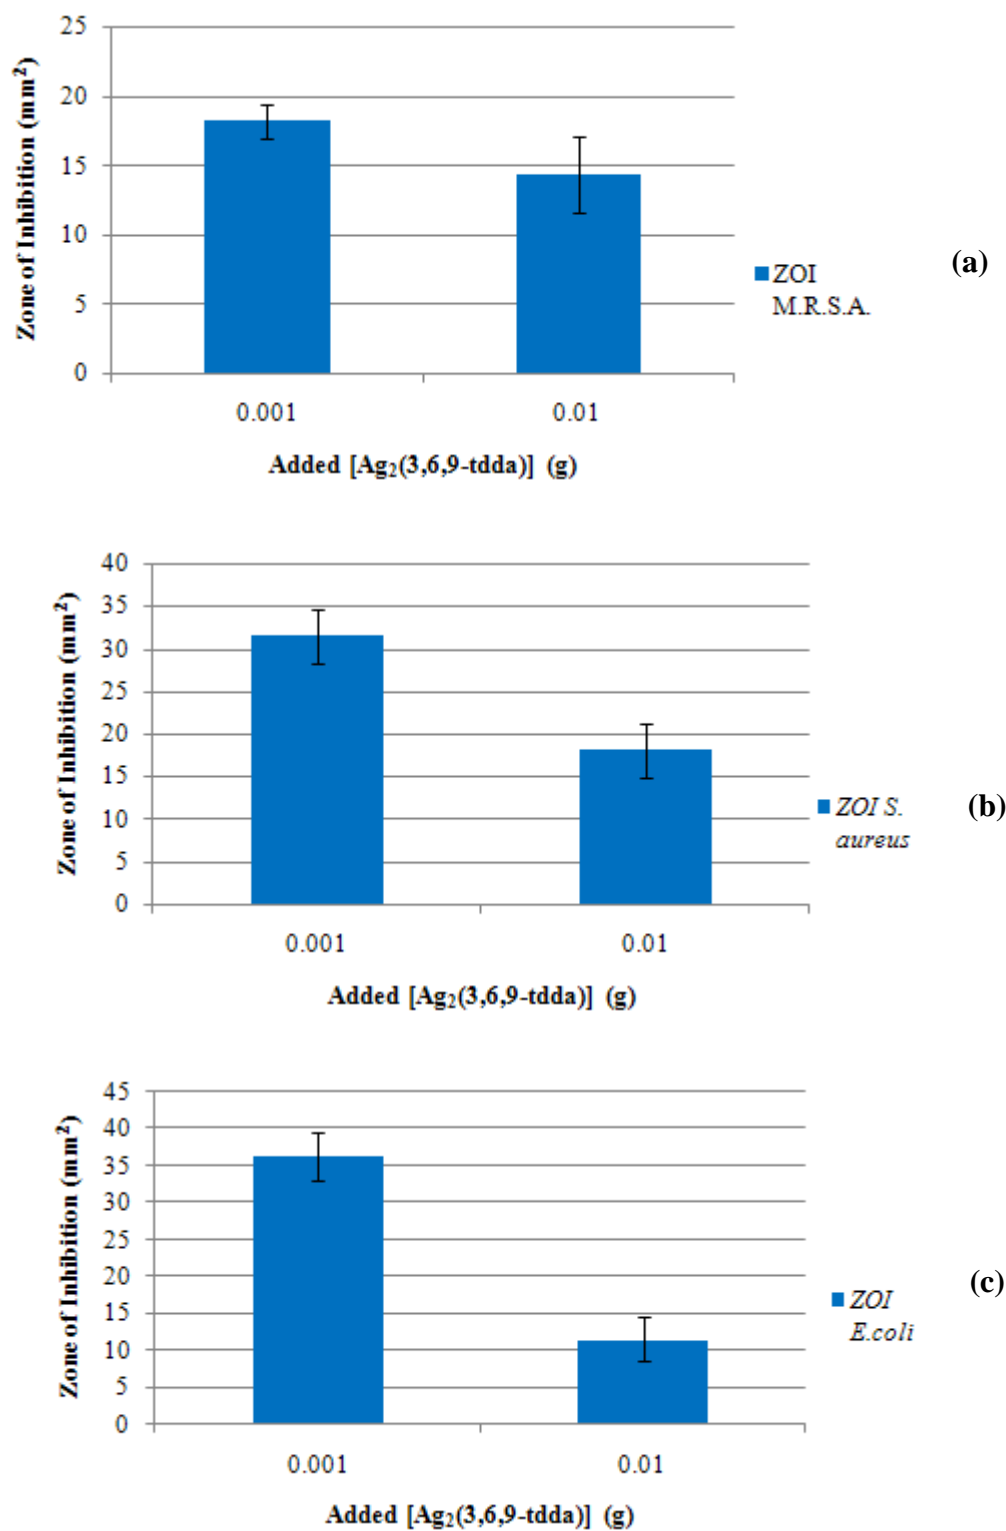 Zone of Inhibition (mm²)
25
20
15
10
5
0
0.001
0.01
Added [Ag₂(3,6,9-tdda)] (g)
ZOI
M.R.S.A.
(a)
Zone of Inhibition (mm²)
40
35
30
25
20
15
10
5
0
0.001
0.01
Added [Ag₂(3,6,9-tdda)] (g)
ZOI S.
aureus
(b)
Zone of Inhibition (mm²)
45
40
35
30
25
20
15
10
5
0
0.001
0.01
Added [Ag₂(3,6,9-tdda)] (g)
ZOI
E.coli
(c)